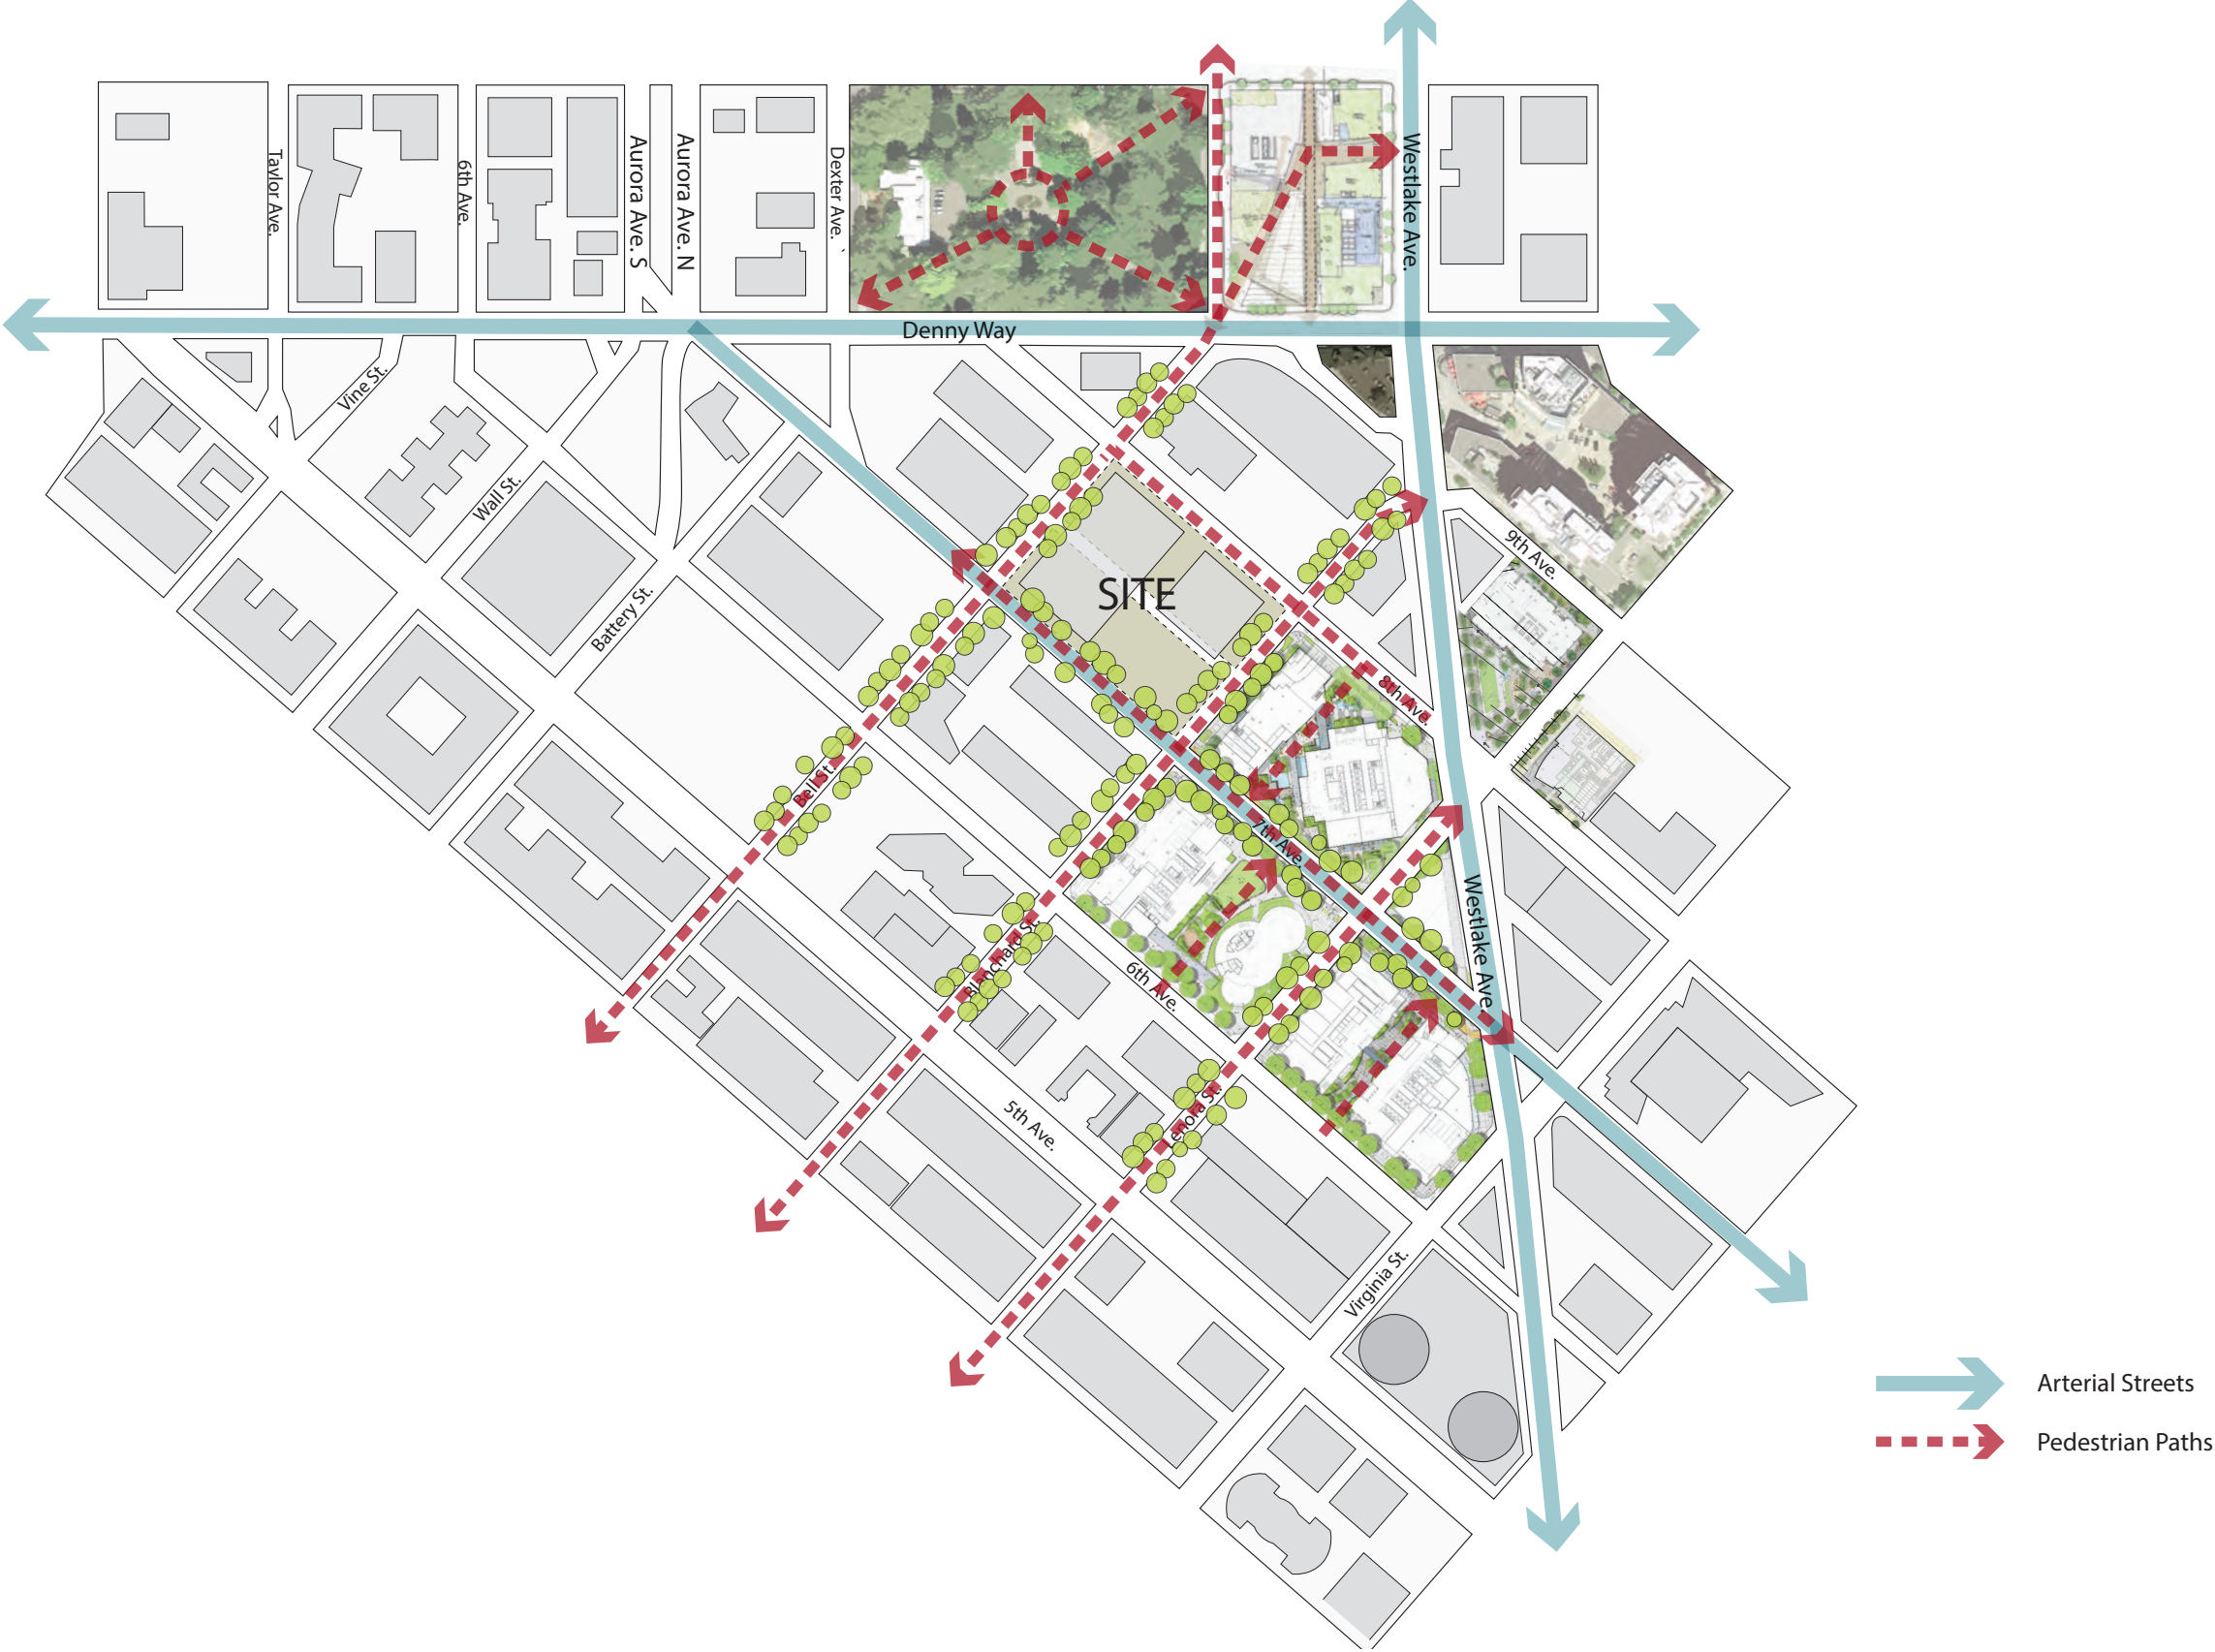 Taylor Ave.
6th Ave.
Aurora Ave. S
Aurora Ave. N
Dexter Ave.
Westlake Ave.
Denny Way
Vine St.
Wall St.
Battery St.
SITE
9th Ave.
8th Ave.
Bell St.
7th Ave.
Westlake Ave.
Blanchard St.
6th Ave.
5th Ave.
Lenora St.
Virginia St.
Arterial Streets
Pedestrian Paths